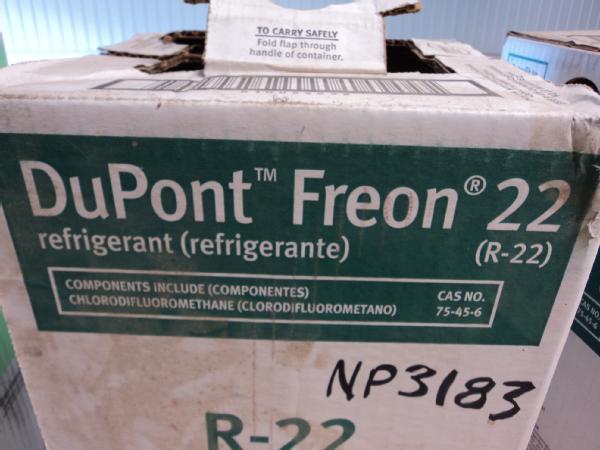 TO CARRY SAFELY
Fold flap through
handle of container.
DuPont™ Freon® 22
refrigerant (refrigerante)
(R-22)
COMPONENTS INCLUDE (COMPONENTES)
CAS NO.
CHLORODIFLUOROMETHANE (CLORODIFLUOROMETANO)
75-45-6
NP3183
R-22